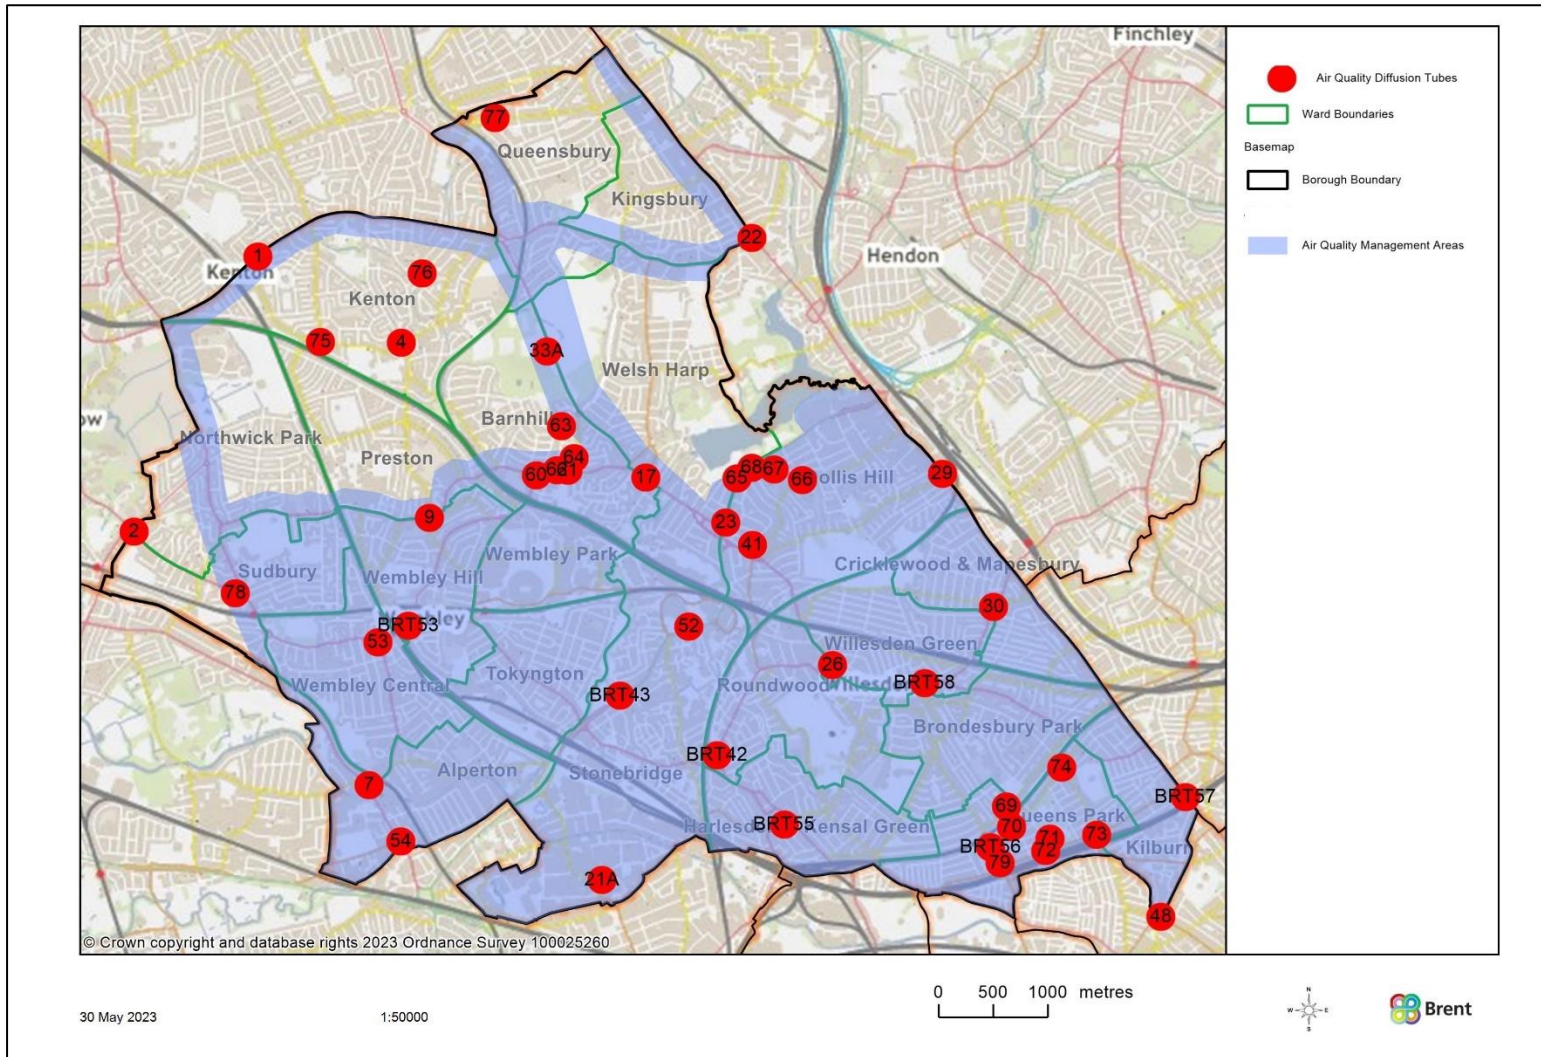 Finchley
77
Queensbury
Kingsbury
22
Hendon
1
Kenton
76
Kenton
75
4
33A
Welsh Harp
Barnhill
63
Northwick Park
Preston
64
60
61
17
68
67
65
66
ollis Hill
29
2
9
23
41
Wembley Park
Sudbury
Wembley Hill
Cricklewood & Mapesbury
78
30
BRT53
53
52
Willesden Green
26
Tokyngton
Wembley Central
BRT43
Roundwood
BRT58
Brondesbury Park
BRT42
Alperton
Stonebridge
74
7
BRT57
69
ueens Park
BRT55
Harlesd
Kensal Green
70
71
73
54
BRT56
72
Kilburn
79
21A
48
© Crown copyright and database rights 2023 Ordnance Survey 100025260
Air Quality Diffusion Tubes
Ward Boundaries
Basemap
Borough Boundary
Air Quality Management Areas
0 500 1000 metres
30 May 2023
1:50000
N
W E
S
Brent